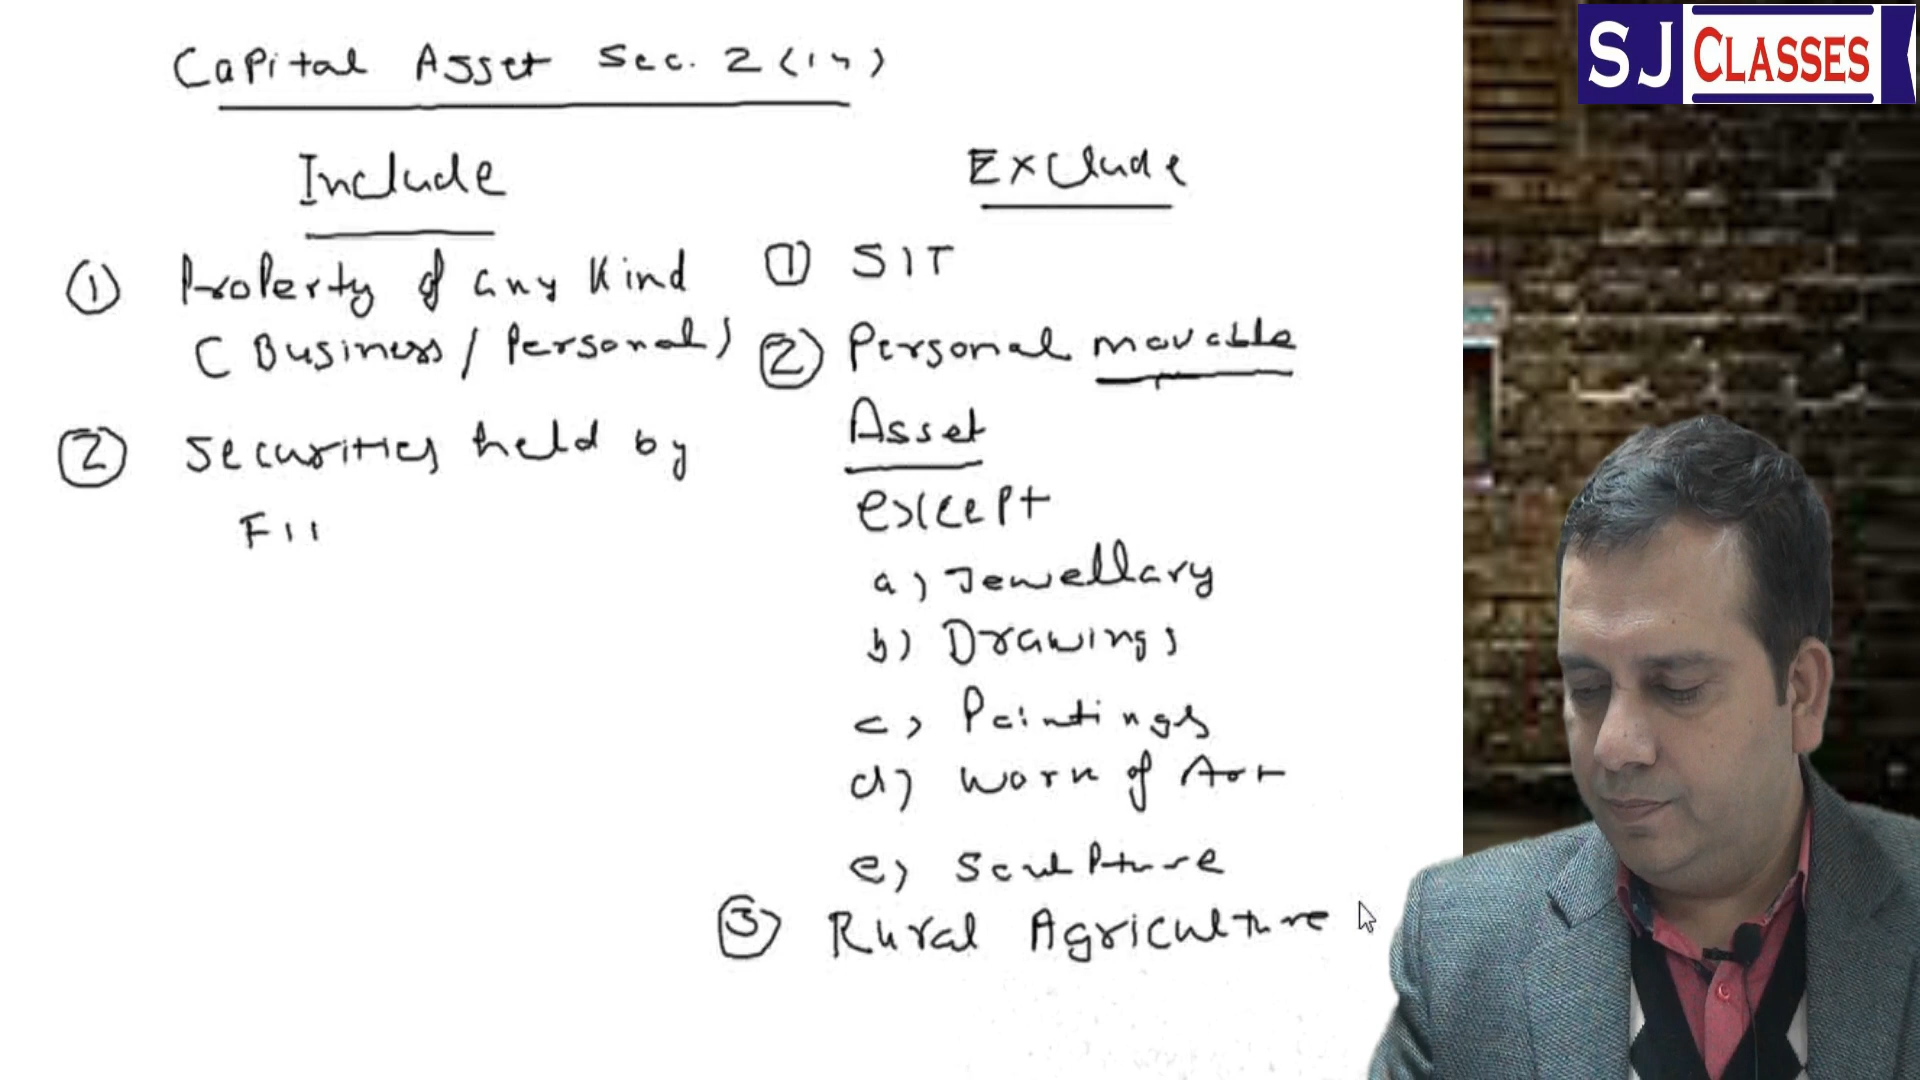 SJ CLASSES
Capital Asset Sec. 2(14)
Include
① Property of any Kind
( Business / Personal )
② Securities held by
FII
Exclude
① SIT
② Personal movable
Asset
except
a) Jewellary
b) Drawings
c) Paintings
d) Work of Art
e) Sculpture
③ Rural Agriculture